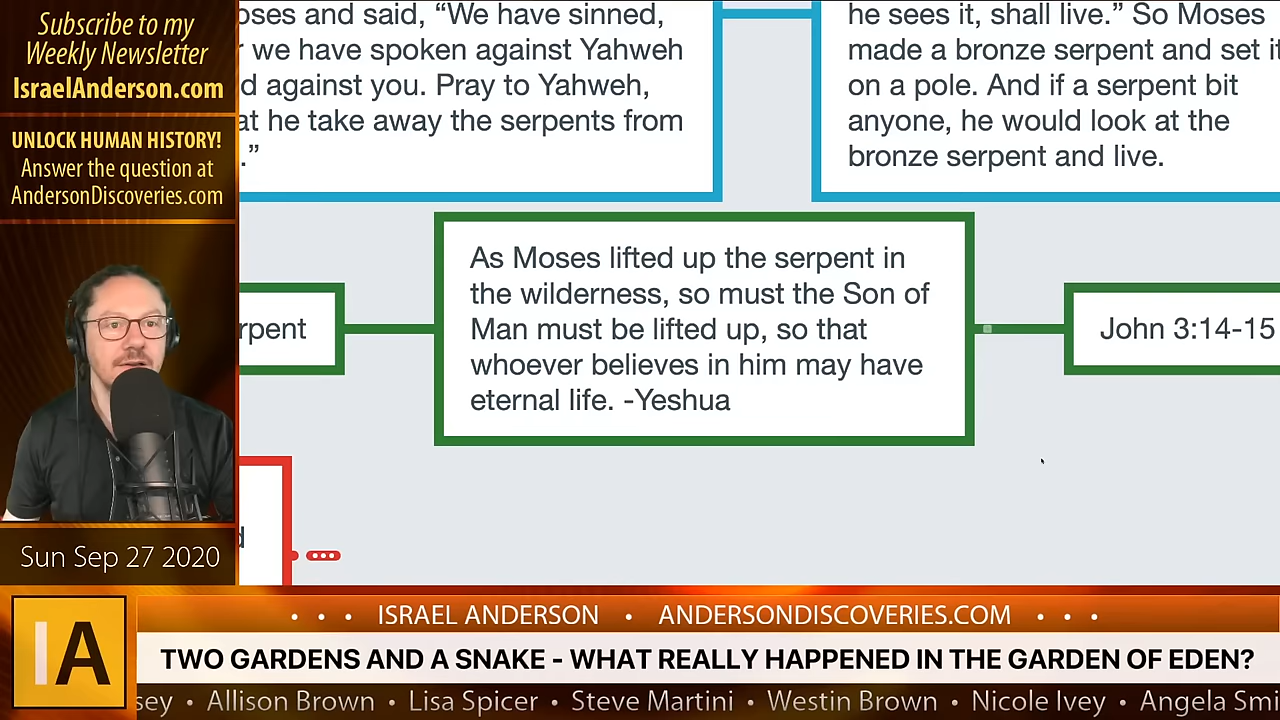 Subscribe to my
Weekly Newsletter
IsraelAnderson.com
UNLOCK HUMAN HISTORY!
Answer the question at
AndersonDiscoveries.com
Sun Sep 27 2020
oses and said, “We have sinned,
we have spoken against Yahweh
d against you. Pray to Yahweh,
at he take away the serpents from
.”
he sees it, shall live.” So Moses
made a bronze serpent and set it
on a pole. And if a serpent bit
anyone, he would look at the
bronze serpent and live.
rpent
As Moses lifted up the serpent in
the wilderness, so must the Son of
Man must be lifted up, so that
whoever believes in him may have
eternal life. -Yeshua
John 3:14-15
d
IA
• • • ISRAEL ANDERSON • ANDERSONDISCOVERIES.COM • • •
TWO GARDENS AND A SNAKE - WHAT REALLY HAPPENED IN THE GARDEN OF EDEN?
sey • Allison Brown • Lisa Spicer • Steve Martini • Westin Brown • Nicole Ivey • Angela Smi